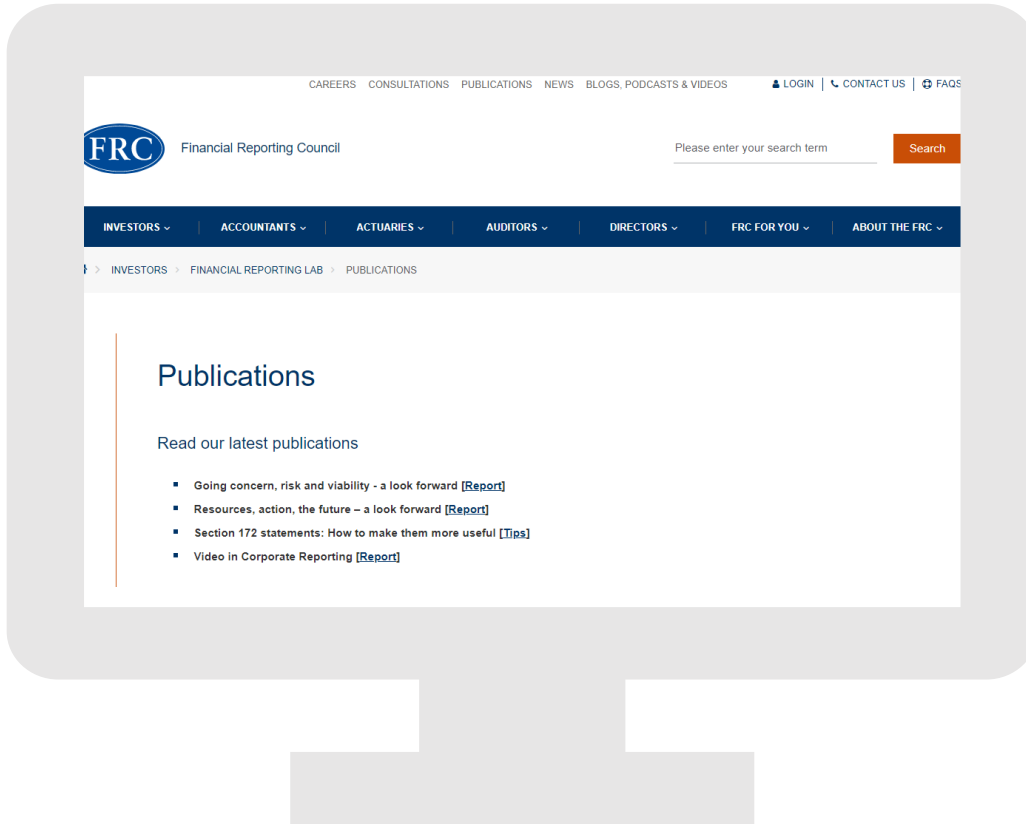 CAREERS CONSULTATIONS PUBLICATIONS NEWS BLOGS, PODCASTS & VIDEOS LOGIN CONTACT US FAQS
FRC Financial Reporting Council Please enter your search term Search
INVESTORS ACCOUNTANTS ACTUARIES AUDITORS DIRECTORS FRC FOR YOU ABOUT THE FRC
> INVESTORS > FINANCIAL REPORTING LAB > PUBLICATIONS
Publications
Read our latest publications
Going concern, risk and viability - a look forward [Report]
Resources, action, the future – a look forward [Report]
Section 172 statements: How to make them more useful [Tips]
Video in Corporate Reporting [Report]